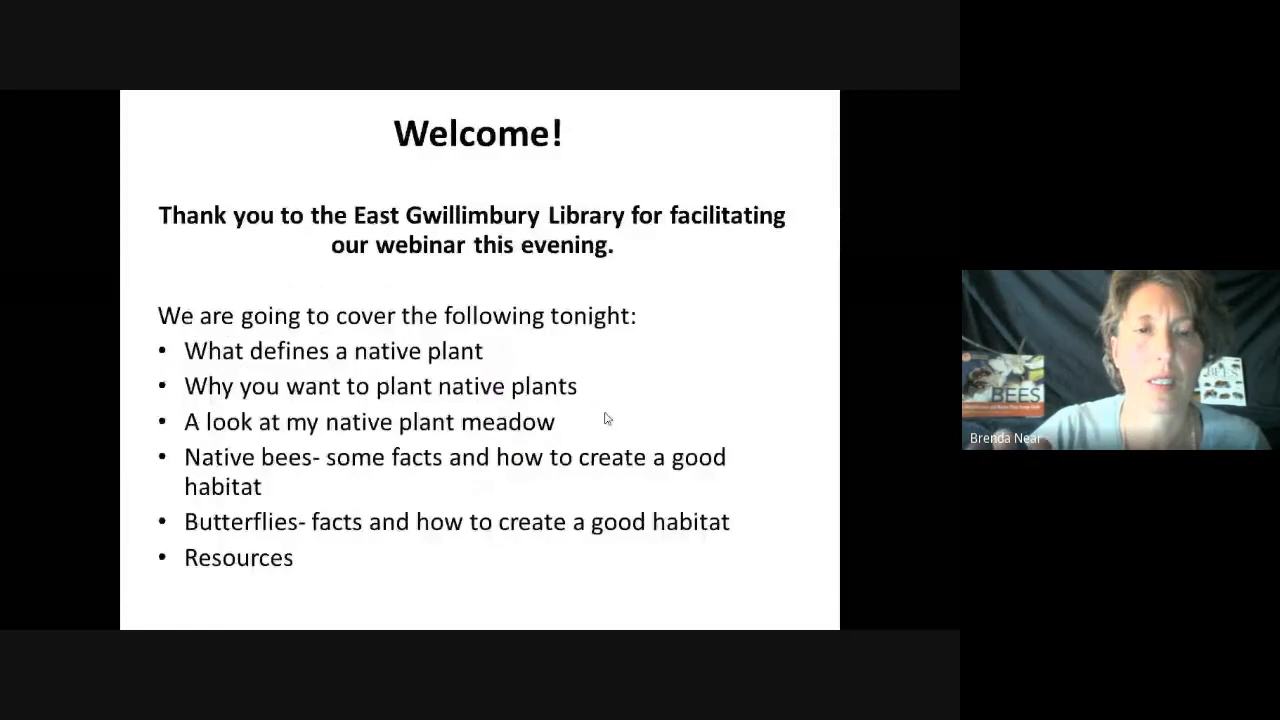 Welcome!
Thank you to the East Gwillimbury Library for facilitating
our webinar this evening.
We are going to cover the following tonight:
• What defines a native plant
• Why you want to plant native plants
• A look at my native plant meadow
• Native bees- some facts and how to create a good
habitat
• Butterflies- facts and how to create a good habitat
• Resources
BEES
BEES
Brenda Near